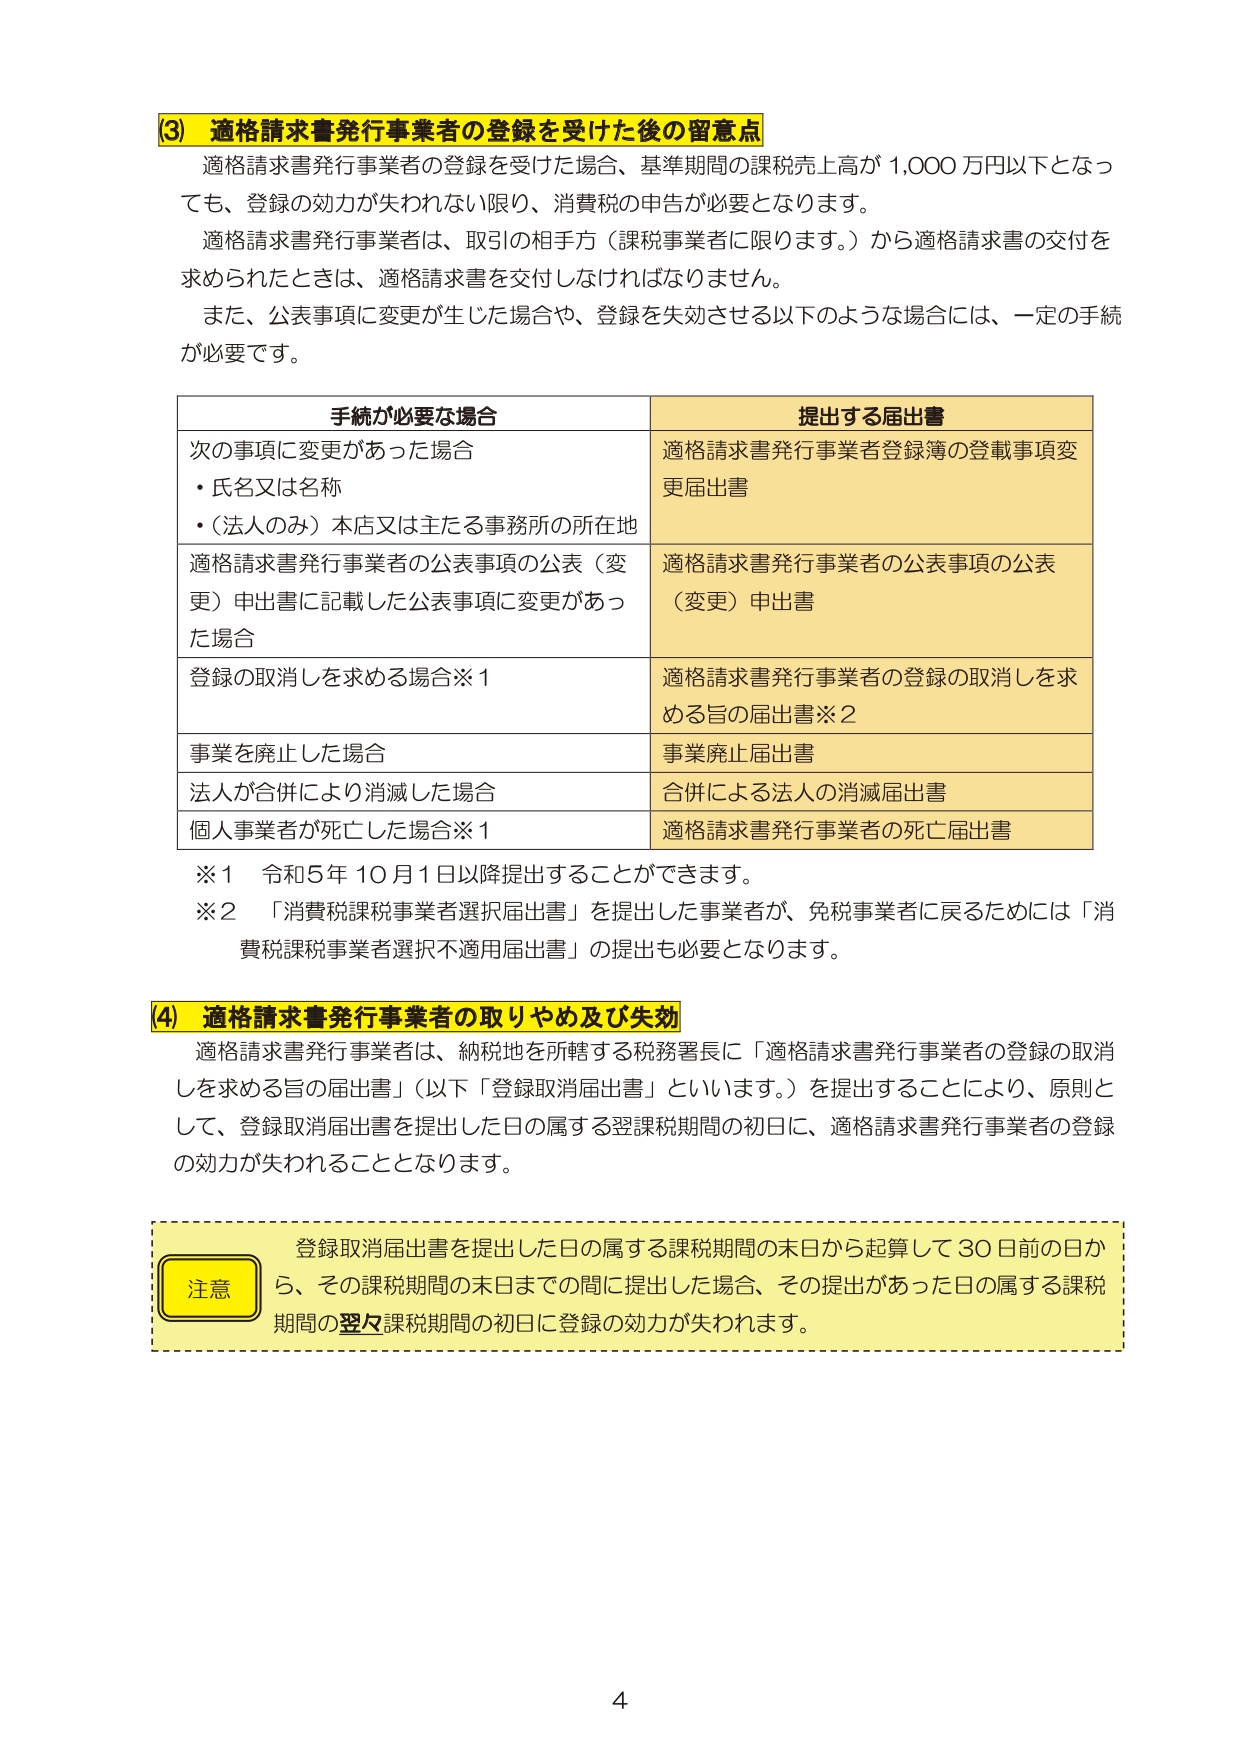 (3) 適格請求書発行事業者の登録を受けた後の留意点
適格請求書発行事業者の登録を受けた場合、基準期間の課税売上高が 1,000 万円以下となっ
ても、登録の効力が失われない限り、消費税の申告が必要となります。
適格請求書発行事業者は、取引の相手方（課税事業者に限ります。）から適格請求書の交付を
求められたときは、適格請求書を交付しなければなりません。
また、公表事項に変更が生じた場合や、登録を失効させる以下のような場合には、一定の手続
が必要です。
手続が必要な場合
提出する届出書
次の事項に変更があった場合
・氏名又は名称
・（法人のみ）本店又は主たる事務所の所在地
適格請求書発行事業者登録簿の登載事項変
更届出書
適格請求書発行事業者の公表事項の公表（変
更）申出書に記載した公表事項に変更があっ
た場合
適格請求書発行事業者の公表事項の公表
（変更）申出書
登録の取消しを求める場合※１
適格請求書発行事業者の登録の取消しを求
める旨の届出書※２
事業を廃止した場合
事業廃止届出書
法人が合併により消滅した場合
合併による法人の消滅届出書
個人事業者が死亡した場合※１
適格請求書発行事業者の死亡届出書
※１ 令和５年 10 月１日以降提出することができます。
※２ 「消費税課税事業者選択届出書」を提出した事業者が、免税事業者に戻るためには「消
費税課税事業者選択不適用届出書」の提出も必要となります。
(4) 適格請求書発行事業者の取りやめ及び失効
適格請求書発行事業者は、納税地を所轄する税務署長に「適格請求書発行事業者の登録の取消
しを求める旨の届出書」（以下「登録取消届出書」といいます。）を提出することにより、原則と
して、登録取消届出書を提出した日の属する翌課税期間の初日に、適格請求書発行事業者の登録
の効力が失われることとなります。
注意
登録取消届出書を提出した日の属する課税期間の末日から起算して 30 日前の日か
ら、その課税期間の末日までの間に提出した場合、その提出があった日の属する課税
期間の翌々課税期間の初日に登録の効力が失われます。
4